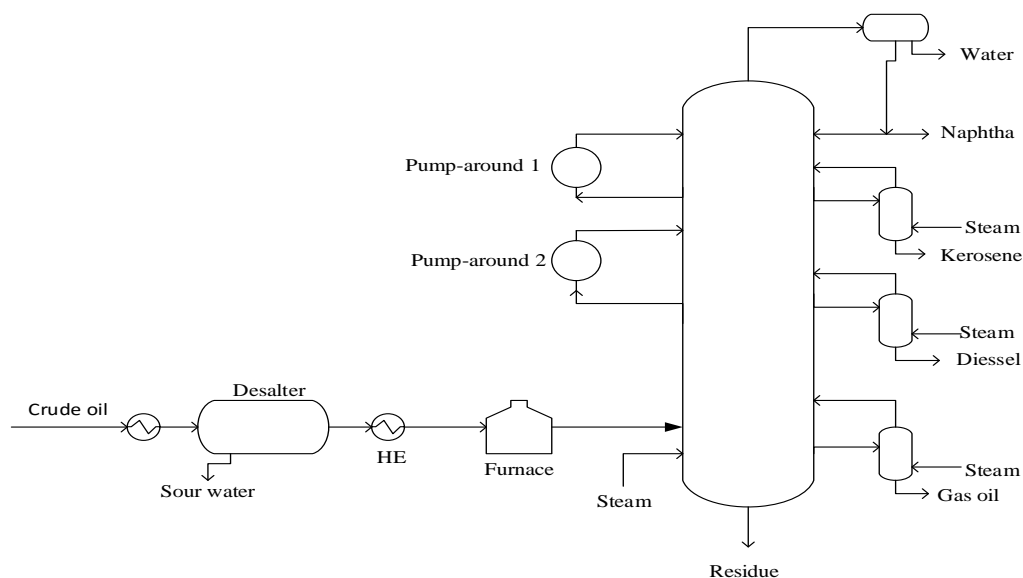 Water
Naphtha
Pump-around 1
Steam
Kerosene
Pump-around 2
Steam
Diessel
Desalter
Crude oil
HE
Furnace
Sour water
Steam
Steam
Gas oil
Residue